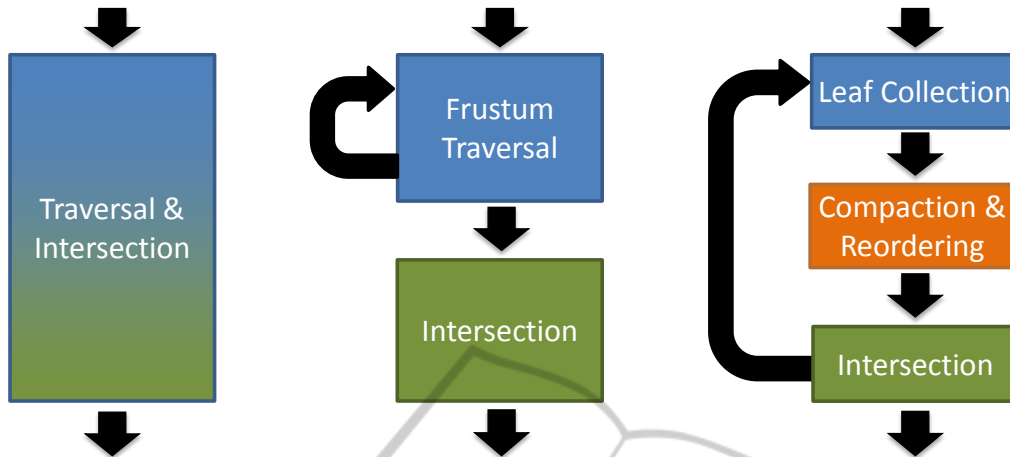 Traversal &
Intersection
Frustum
Traversal
Intersection
Leaf Collection
Compaction &
Reordering
Intersection